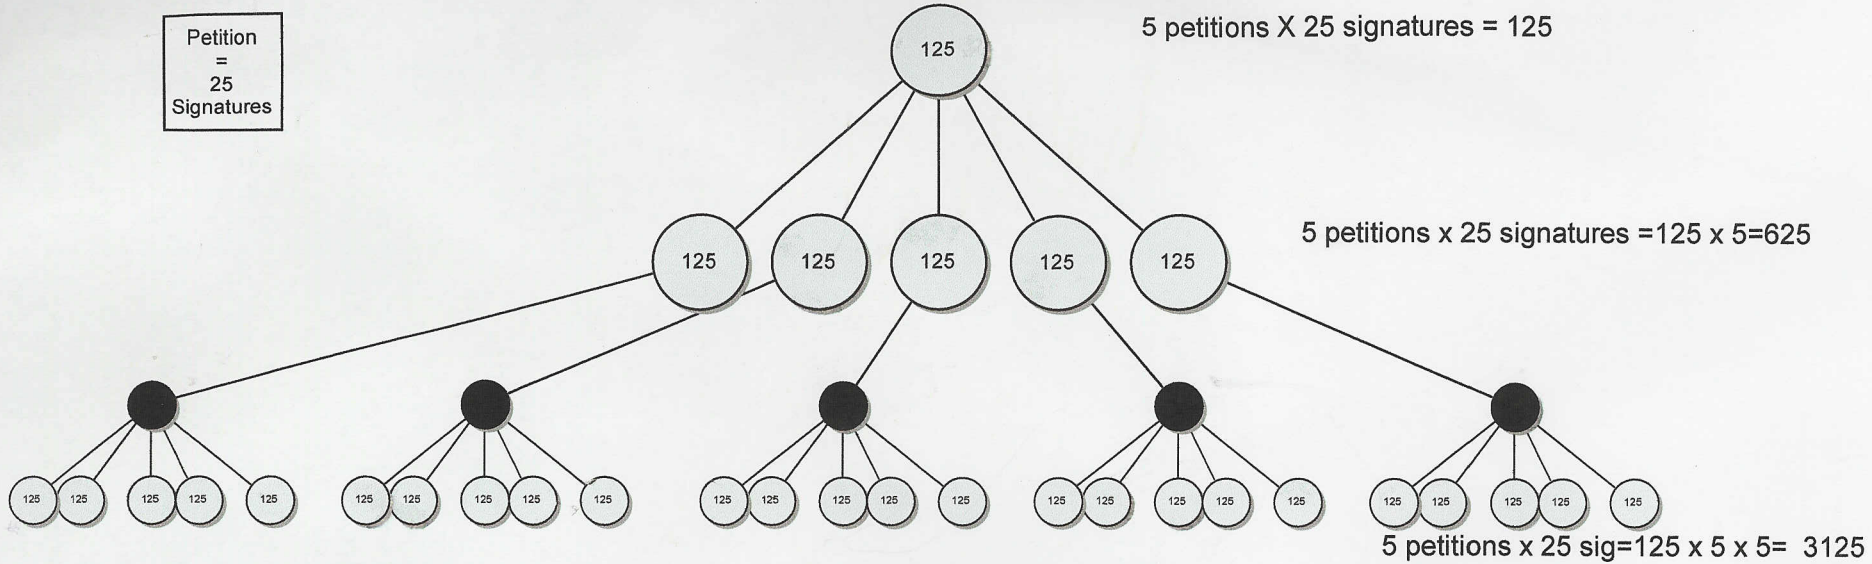 Petition
=
25
Signatures
125
5 petitions X 25 signatures = 125
125 125 125 125 125
5 petitions x 25 signatures =125 x 5=625
125 125 125 125 125 125 125 125 125 125 125 125 125 125 125 125 125 125 125 125 125 125 125 125 125
5 petitions x 25 sig=125 x 5 x 5= 3125